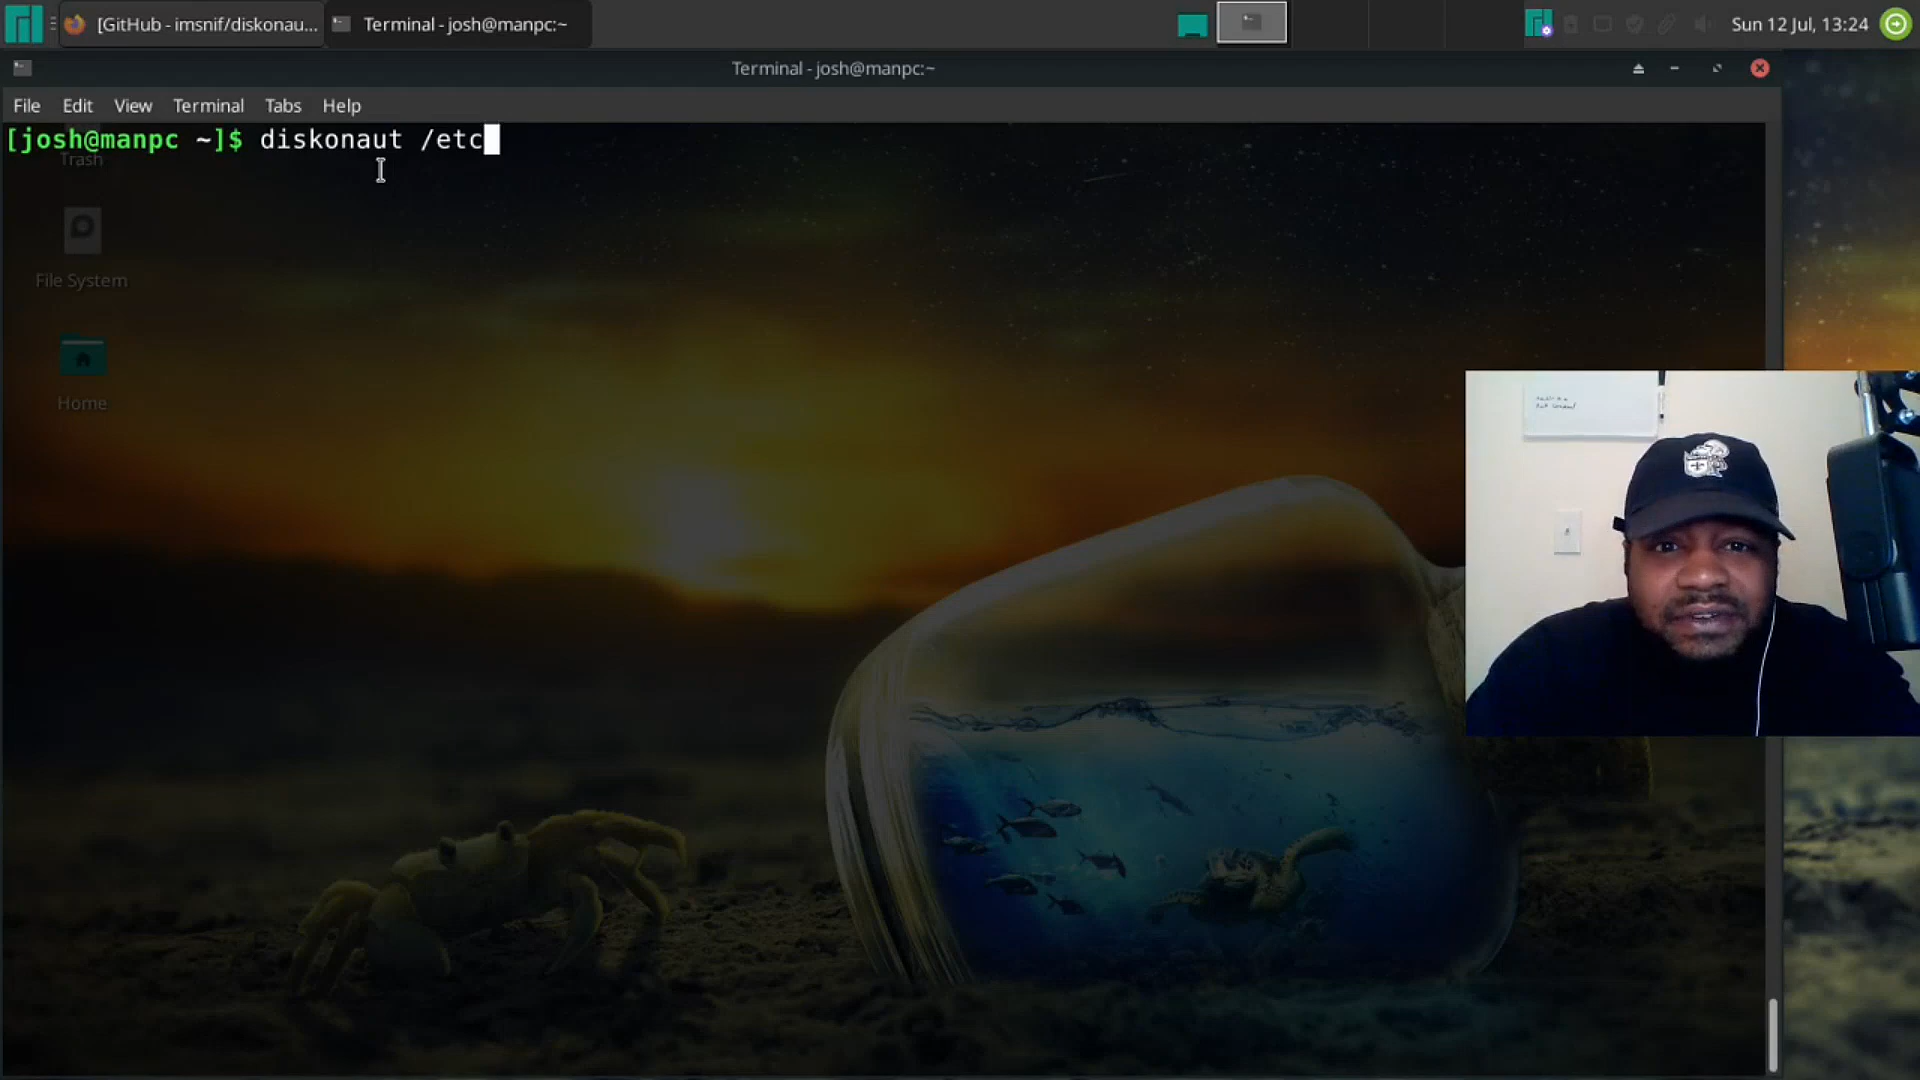 [GitHub - imsnif/diskonau...
Terminal - josh@manpc:~
Sun 12 Jul, 13:24
Terminal - josh@manpc:~
File Edit View Terminal Tabs Help
[josh@manpc ~]$ diskonaut /etc
Trash
File System
Home